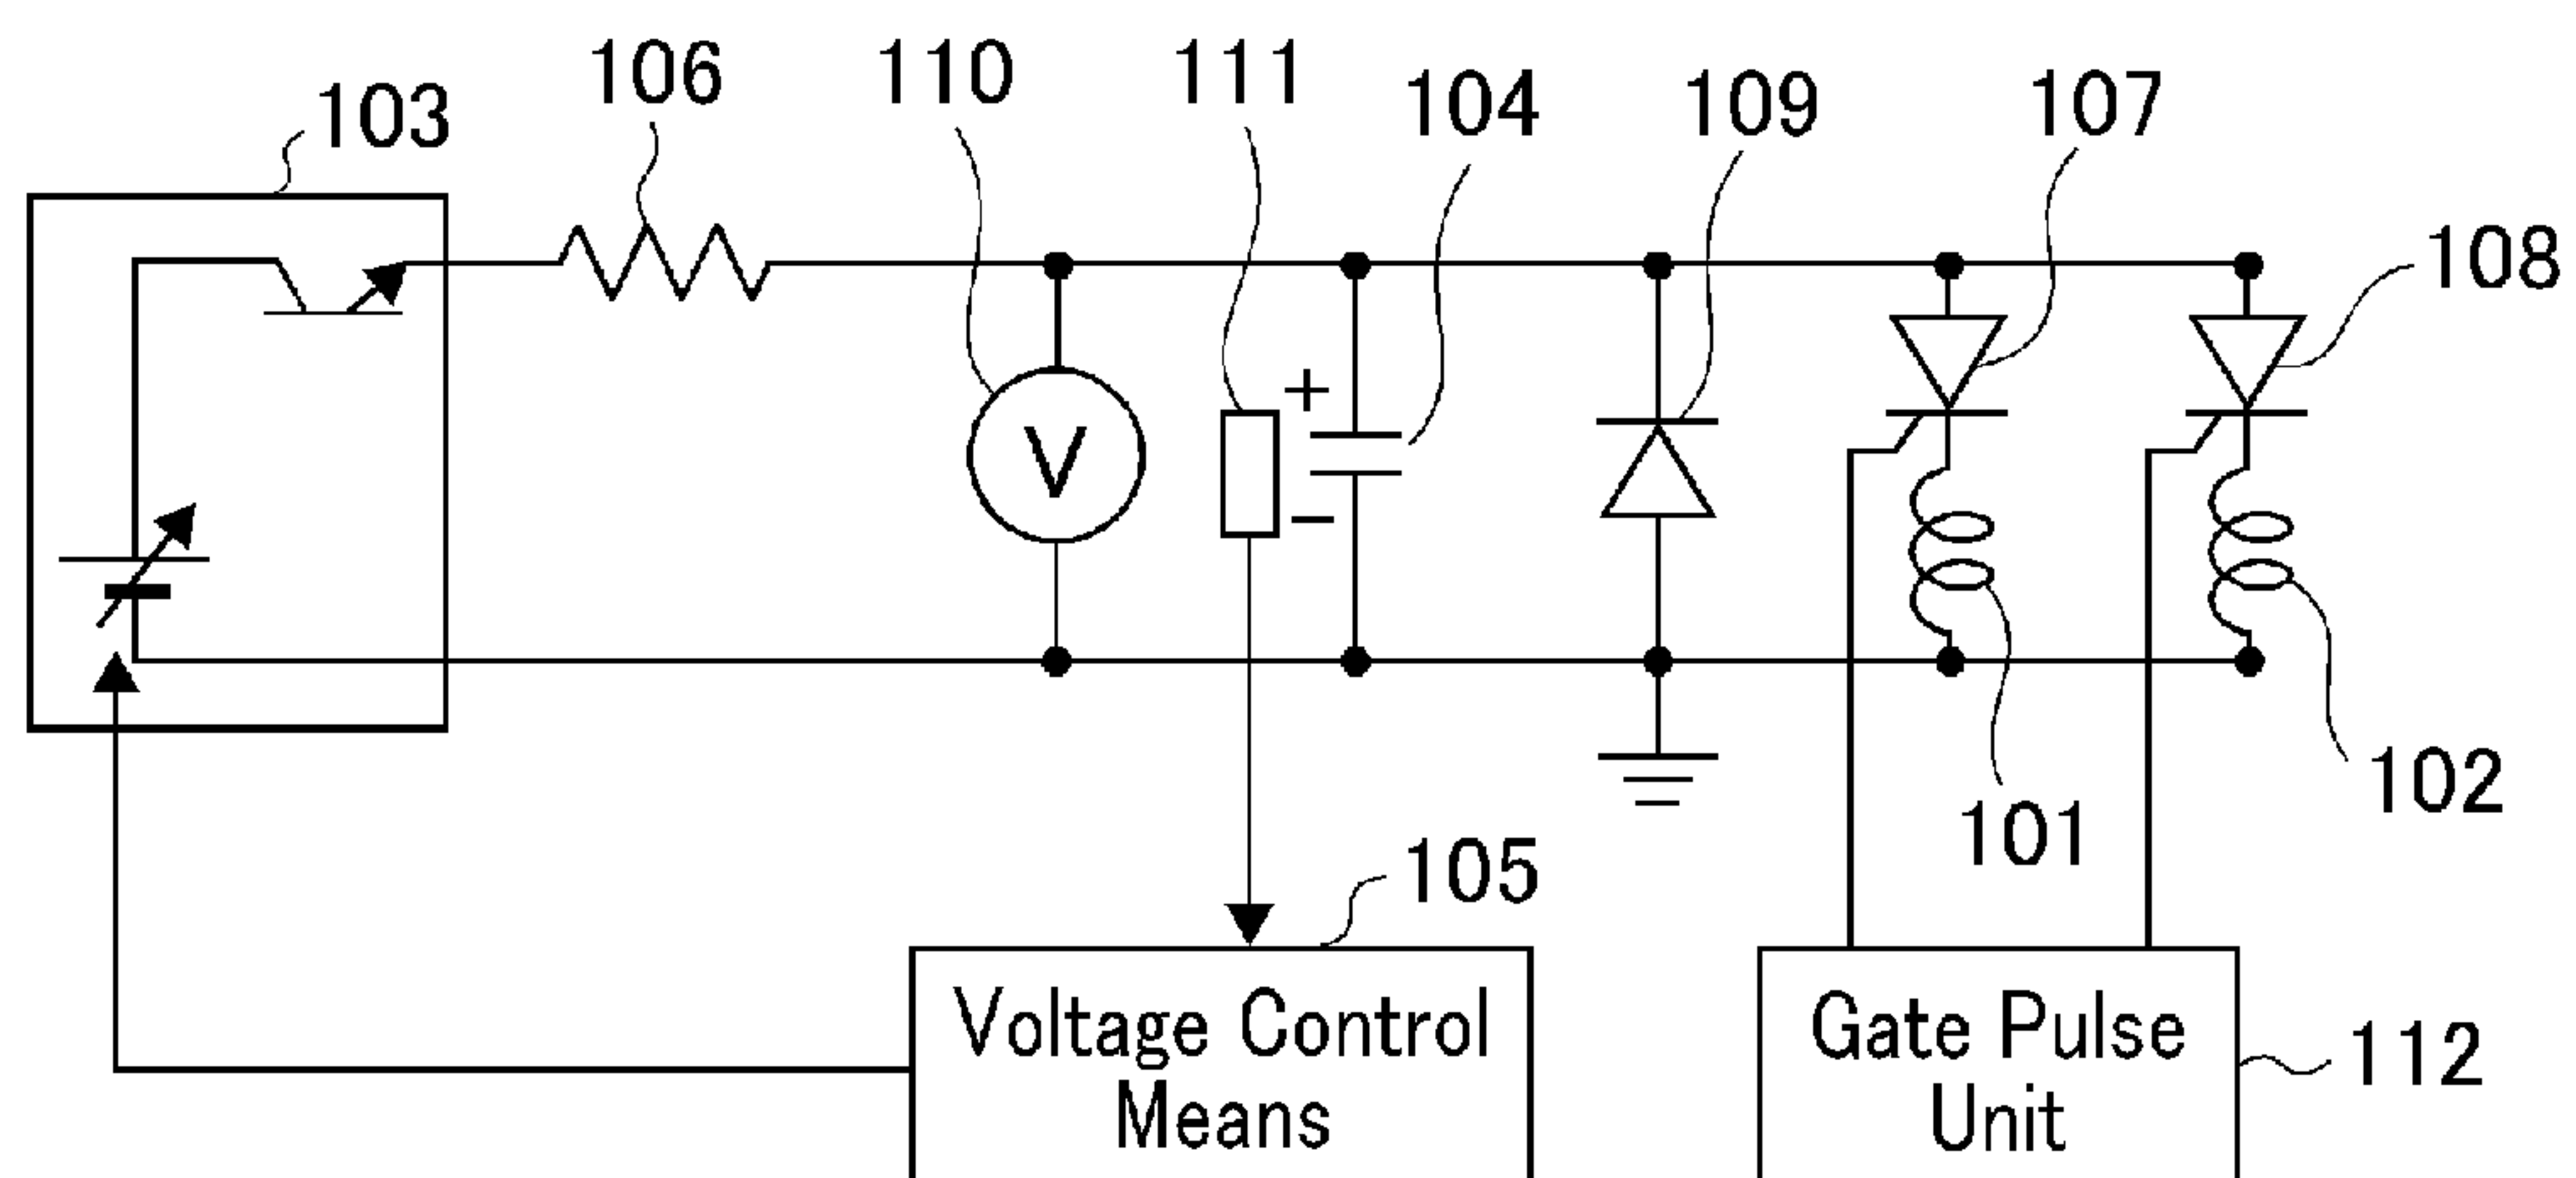 103
106
110
111
104
109
107
108
V
+
-
101
102
105
Voltage Control
Means
Gate Pulse
Unit
112